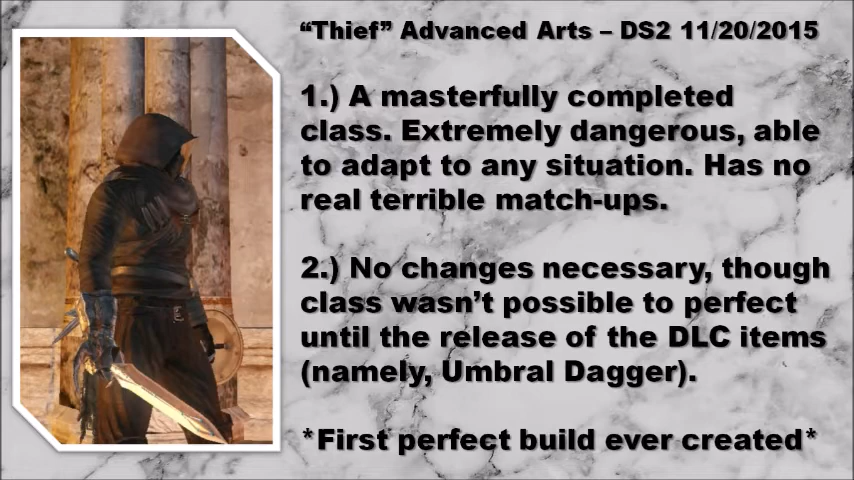 “Thief” Advanced Arts – DS2 11/20/2015
1.) A masterfully completed
class. Extremely dangerous, able
to adapt to any situation. Has no
real terrible match-ups.
2.) No changes necessary, though
class wasn’t possible to perfect
until the release of the DLC items
(namely, Umbral Dagger).
*First perfect build ever created*